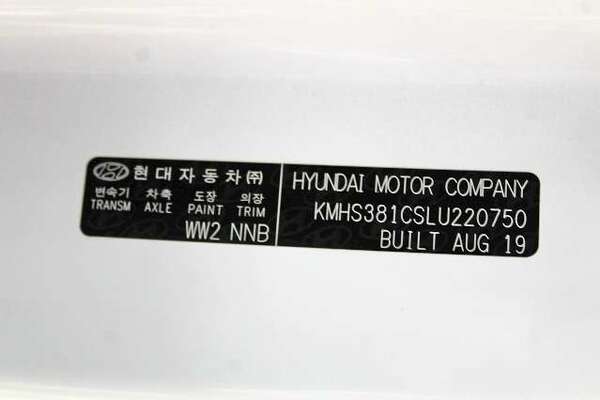 현대자동차㈜
변속기 차축 도장 의장
TRANSM AXLE PAINT TRIM
WW2 NNB
HYUNDAI MOTOR COMPANY
KMHS381CSLU220750
BUILT AUG 19